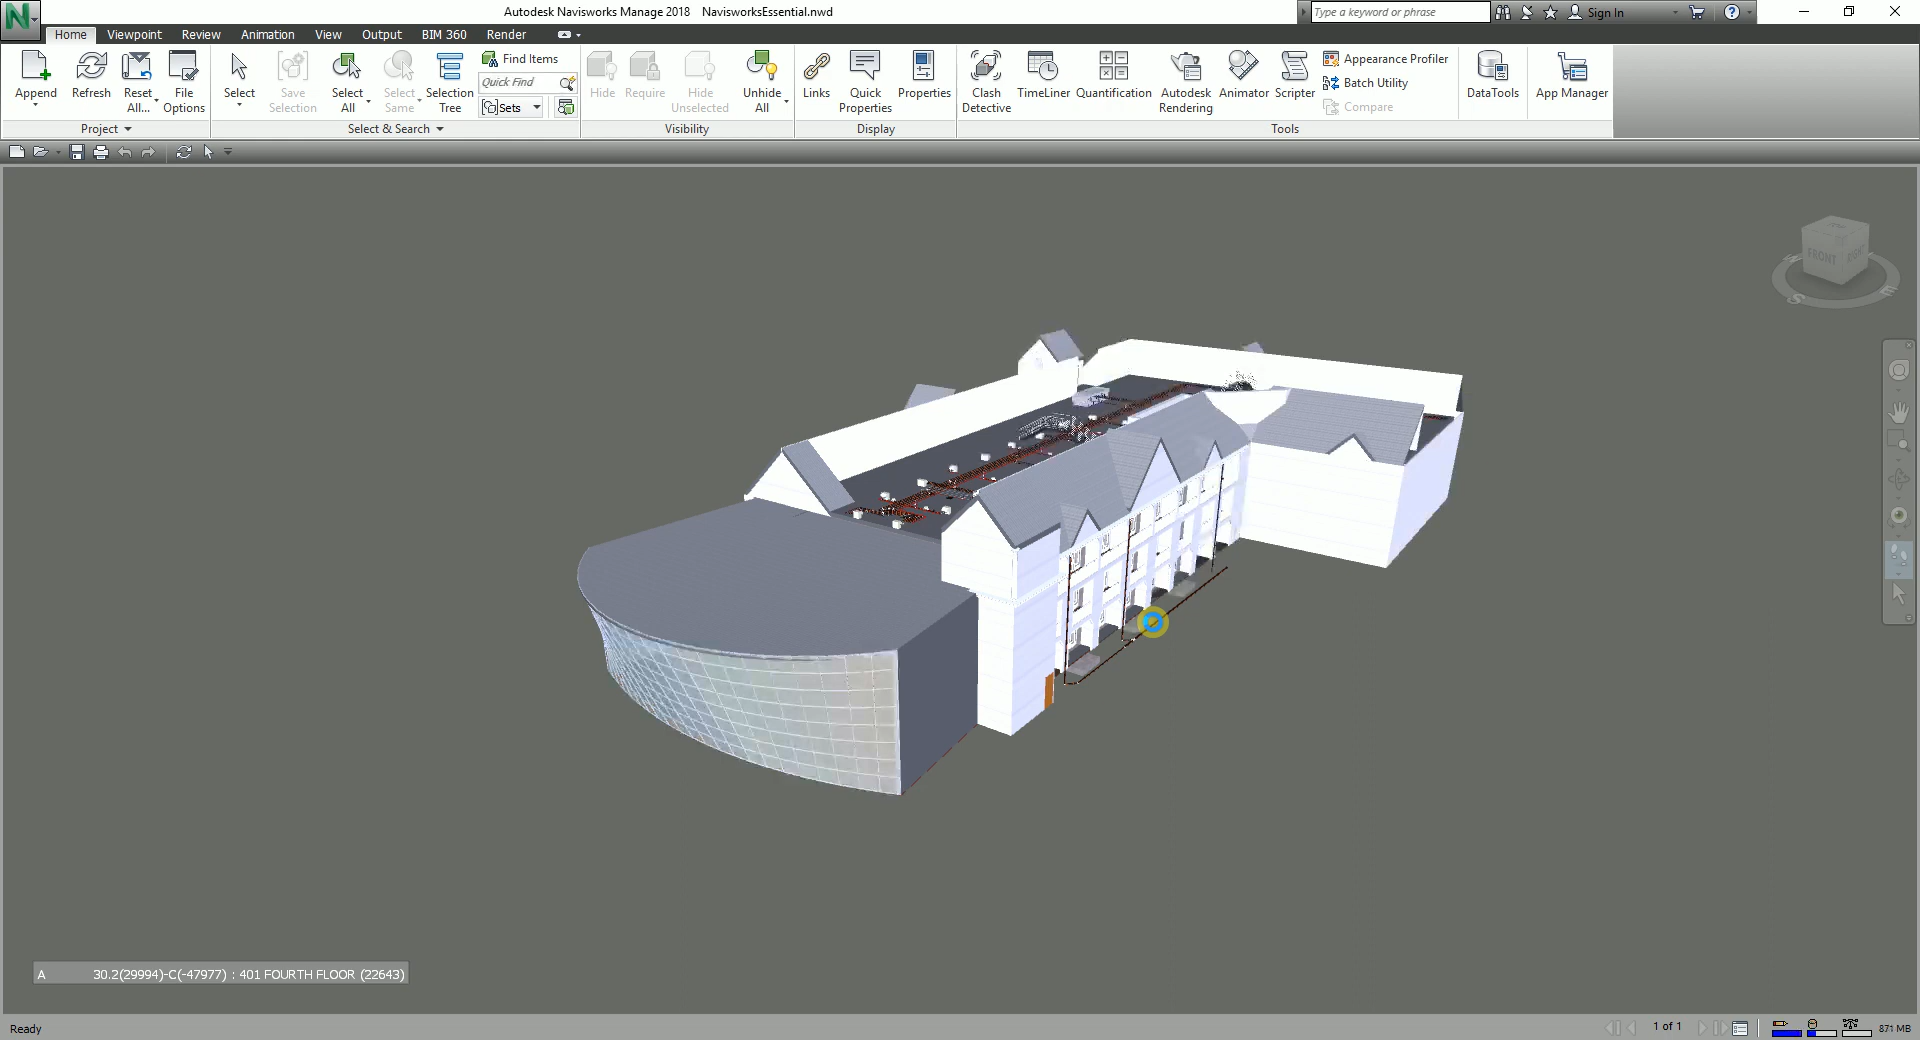 Autodesk Navisworks Manage 2018 NavisworksEssential.nwd
Type a keyword or phrase
Sign In
Home Viewpoint Review Animation View Output BIM 360 Render
Append
Refresh
Reset
All...
File
Options
Project
Select
Save
Selection
Select
All
Select
Same
Selection
Tree
Find Items
Quick Find
Sets
Select & Search
Hide
Require
Hide
Unselected
Unhide
All
Visibility
Links
Quick
Properties
Properties
Display
Clash
Detective
TimeLiner
Quantification
Autodesk
Rendering
Animator
Scripter
Appearance Profiler
Batch Utility
Compare
Tools
DataTools
App Manager
FRONT
RIGHT
S
E
A 30.2(29994)-C(-47977) : 401 FOURTH FLOOR (22643)
Ready
1 of 1
871 MB